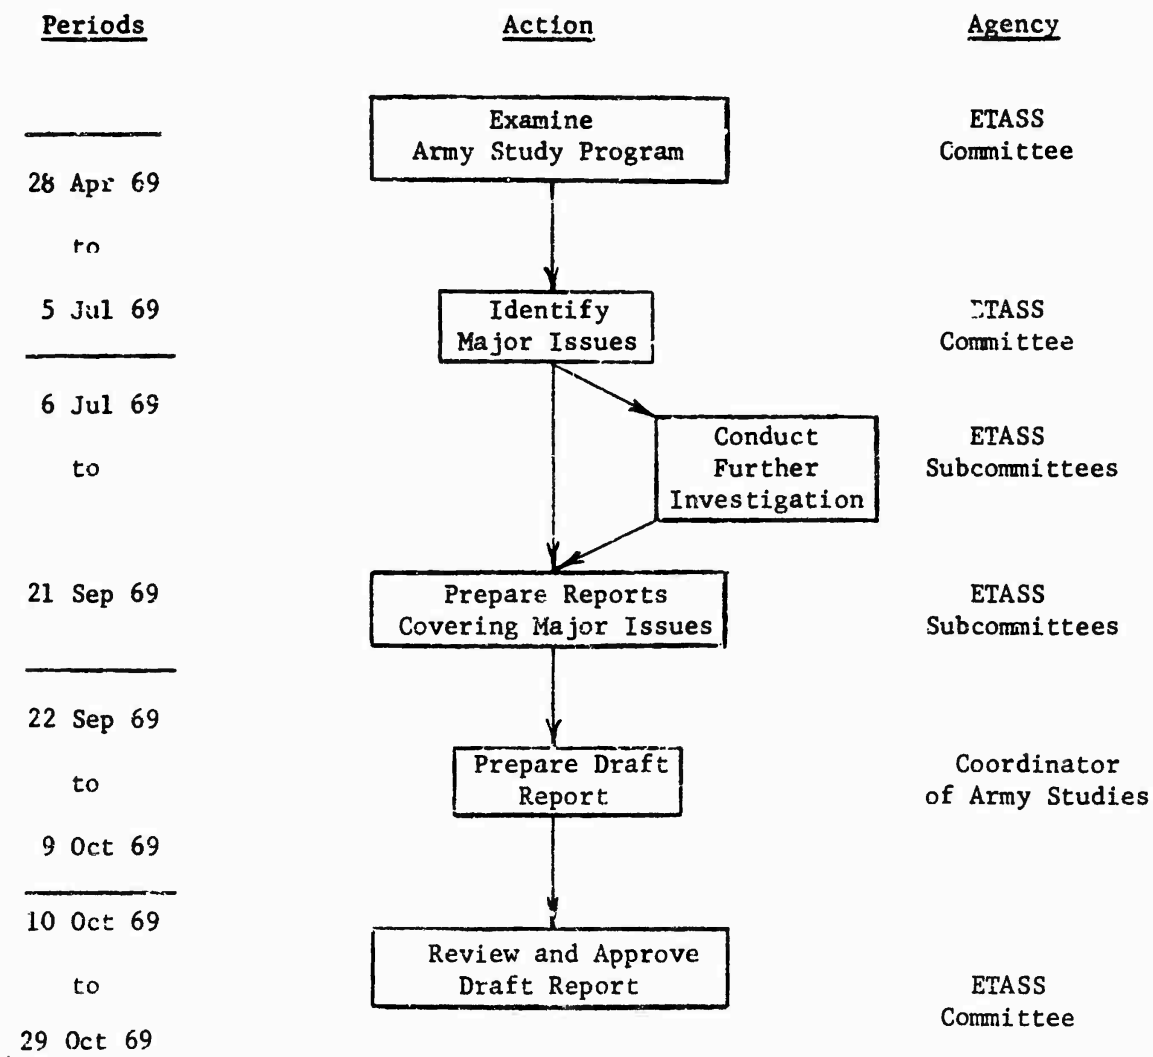 Periods Action Agency
Examine ETASS
Army Study Program Committee
28 Apr 69
to
5 Jul 69 Identify ETASS
Major Issues Committee
6 Jul 69
Conduct ETASS
to Further Subcommittees
Investigation
21 Sep 69 Prepare Reports ETASS
Covering Major Issues Subcommittees
22 Sep 69
Prepare Draft Coordinator
to Report of Army Studies
9 Oct 69
10 Oct 69
Review and Approve
to Draft Report ETASS
Committee
29 Oct 69